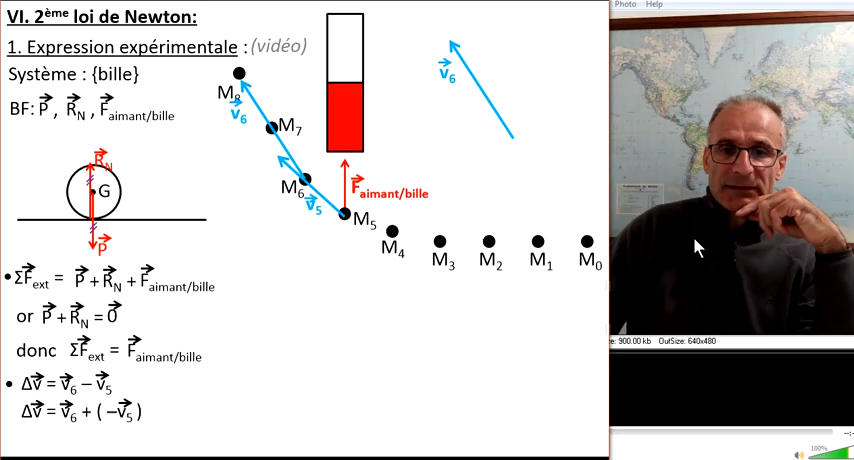 VI. 2ème loi de Newton:
1. Expression expérimentale : (vidéo)
Système : {bille}
BF: P , RN , Faimant/bille
RN
G
P
• ΣFext = P + RN + Faimant/bille
or P + RN = 0
donc ΣFext = Faimant/bille
• Δv = v6 − v5
Δv = v6 + ( −v5 )
M8
v6
M7
M6
v5
M5
Faimant/bille
M4
M3
M2
M1
M0
v6
Photo Help
ze: 900.00 kb OutSize: 640x480
100%